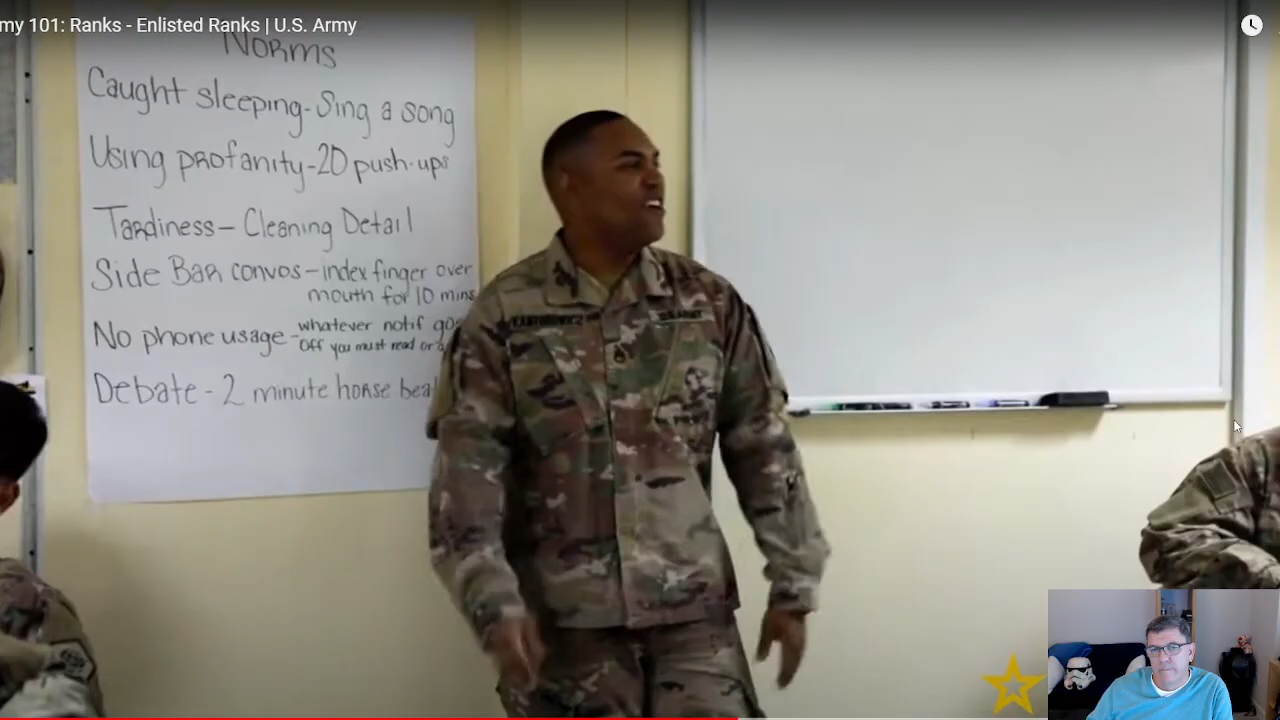 my 101: Ranks - Enlisted Ranks | U.S. Army
Norms
Caught sleeping-Sing a song
Using profanity-20 push-ups
Tardiness- Cleaning Detail
Side Bar convos-index finger over
mouth for 10 mins
No phone usage-whatever notif go
Off you must read or
Debate-2 minute horse bea
U.S. ARMY